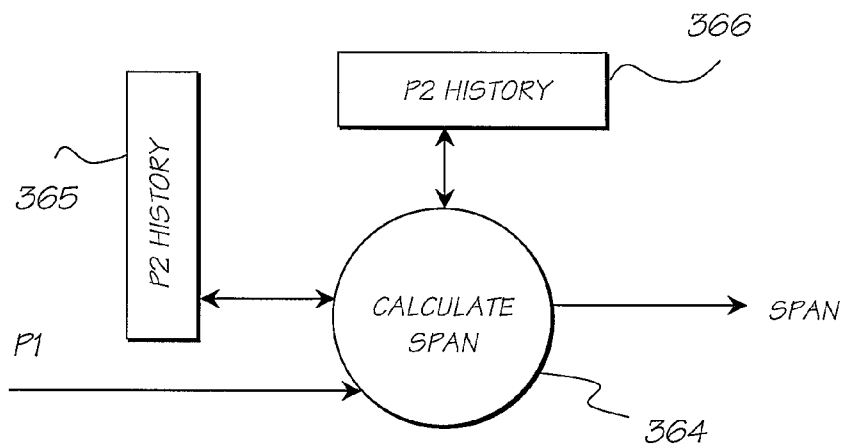 366
P2 HISTORY
365
P2 HISTORY
CALCULATE
SPAN
SPAN
P1
364